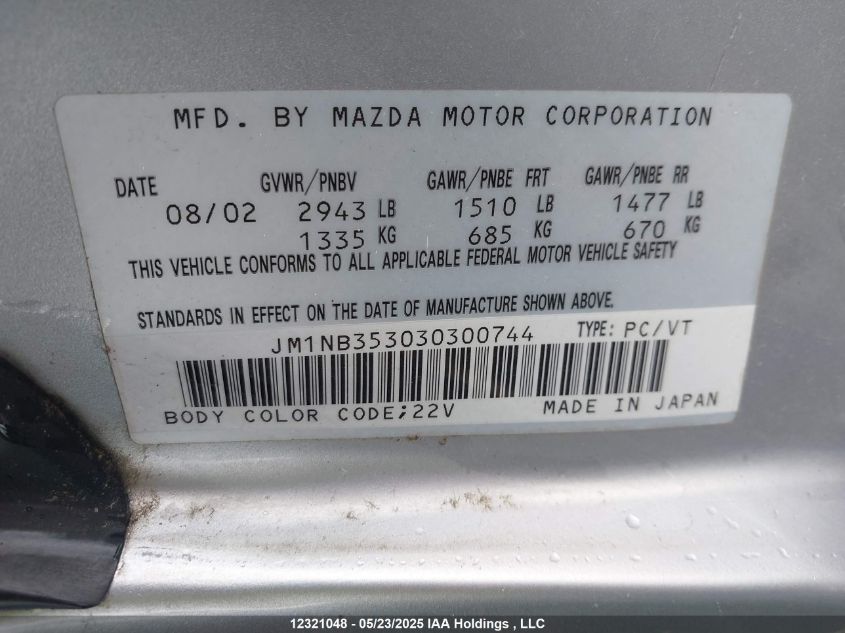 MFD. BY MAZDA MOTOR CORPORATION
DATE GVWR/PNBV GAWR/PNBE FRT GAWR/PNBE RR
08/02 2943 LB 1510 LB 1477 LB
1335 KG 685 KG 670 KG
THIS VEHICLE CONFORMS TO ALL APPLICABLE FEDERAL MOTOR VEHICLE SAFETY
STANDARDS IN EFFECT ON THE DATE OF MANUFACTURE SHOWN ABOVE.
JM1NB353030300744 TYPE: PC/VT
BODY COLOR CODE;22V MADE IN JAPAN
12321048 - 05/23/2025 IAA Holdings , LLC